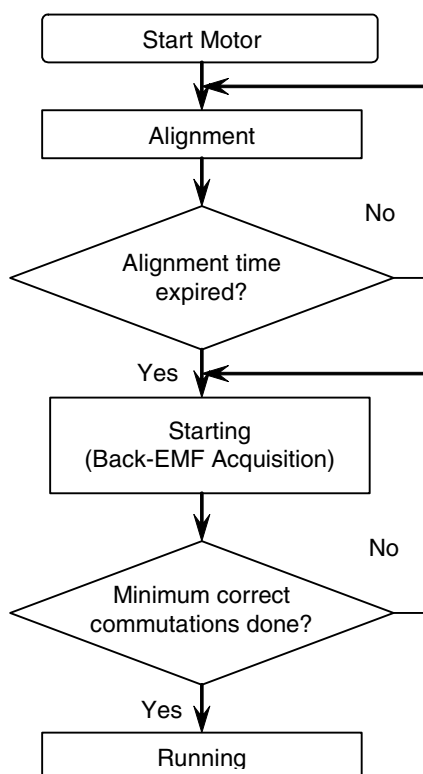 Start Motor
Alignment
No
Alignment time
expired?
Yes
Starting
(Back-EMF Acquisition)
No
Minimum correct
commutations done?
Yes
Running